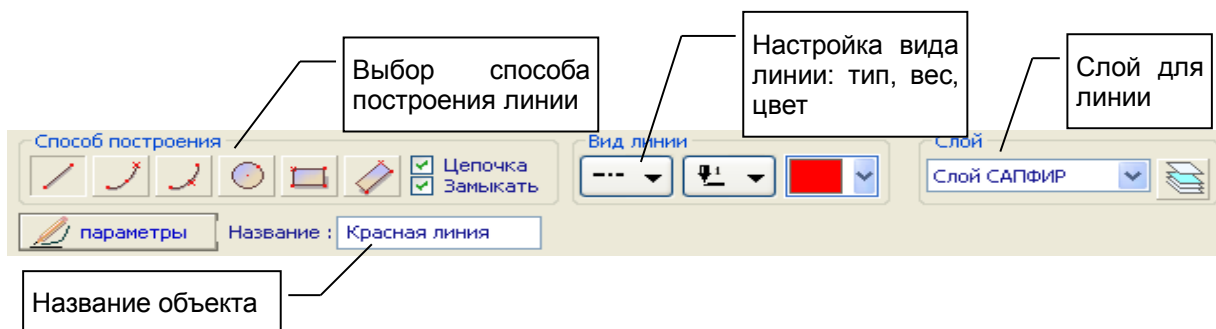 Выбор способа
построения линии
Настройка вида
линии: тип, вес,
цвет
Слой для
линии
Способ построения
Цепочка
Замыкать
Вид линии
1
Слой
Слой САПФИР
параметры
Название :
Красная линия
Название объекта